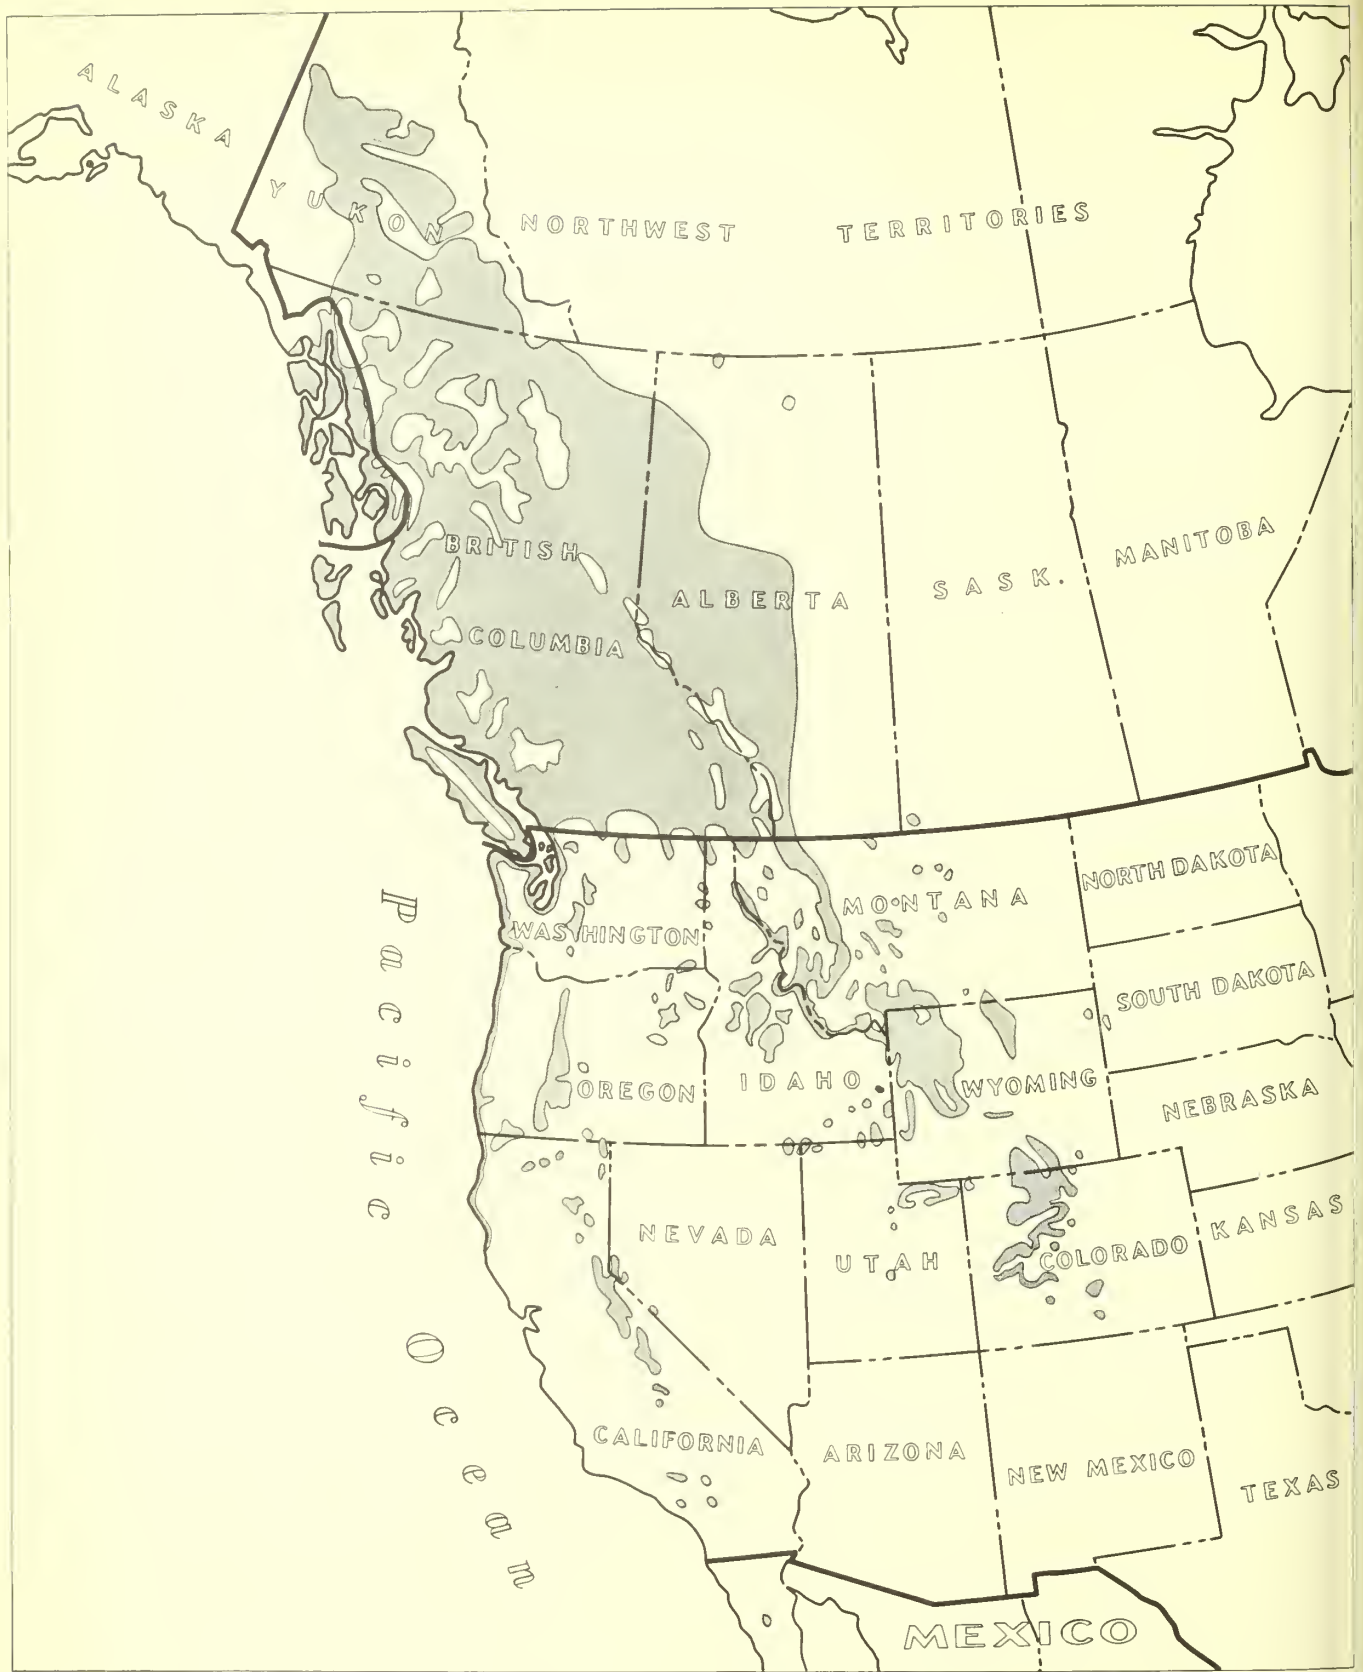 ALASKA
YUKON
NORTHWEST TERRITORIES
BRITISH
COLUMBIA
ALBERTA
SASK.
MANITOBA
WASHINGTON
MONTANA
NORTH DAKOTA
SOUTH DAKOTA
OREGON
IDAHO
WYOMING
NEBRASKA
NEVADA
UTAH
COLORADO
KANSAS
CALIFORNIA
ARIZONA
NEW MEXICO
TEXAS
MEXICO
Pacific Ocean